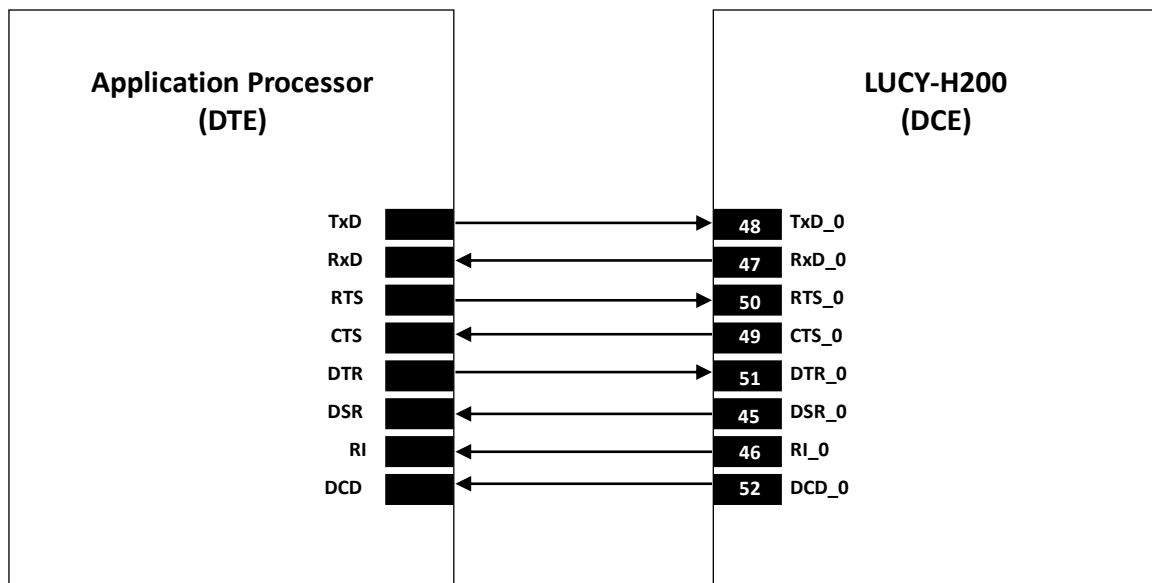 Application Processor
(DTE)
LUCY-H200
(DCE)
TxD 48 TxD_0
RxD 47 RxD_0
RTS 50 RTS_0
CTS 49 CTS_0
DTR 51 DTR_0
DSR 45 DSR_0
RI 46 RI_0
DCD 52 DCD_0